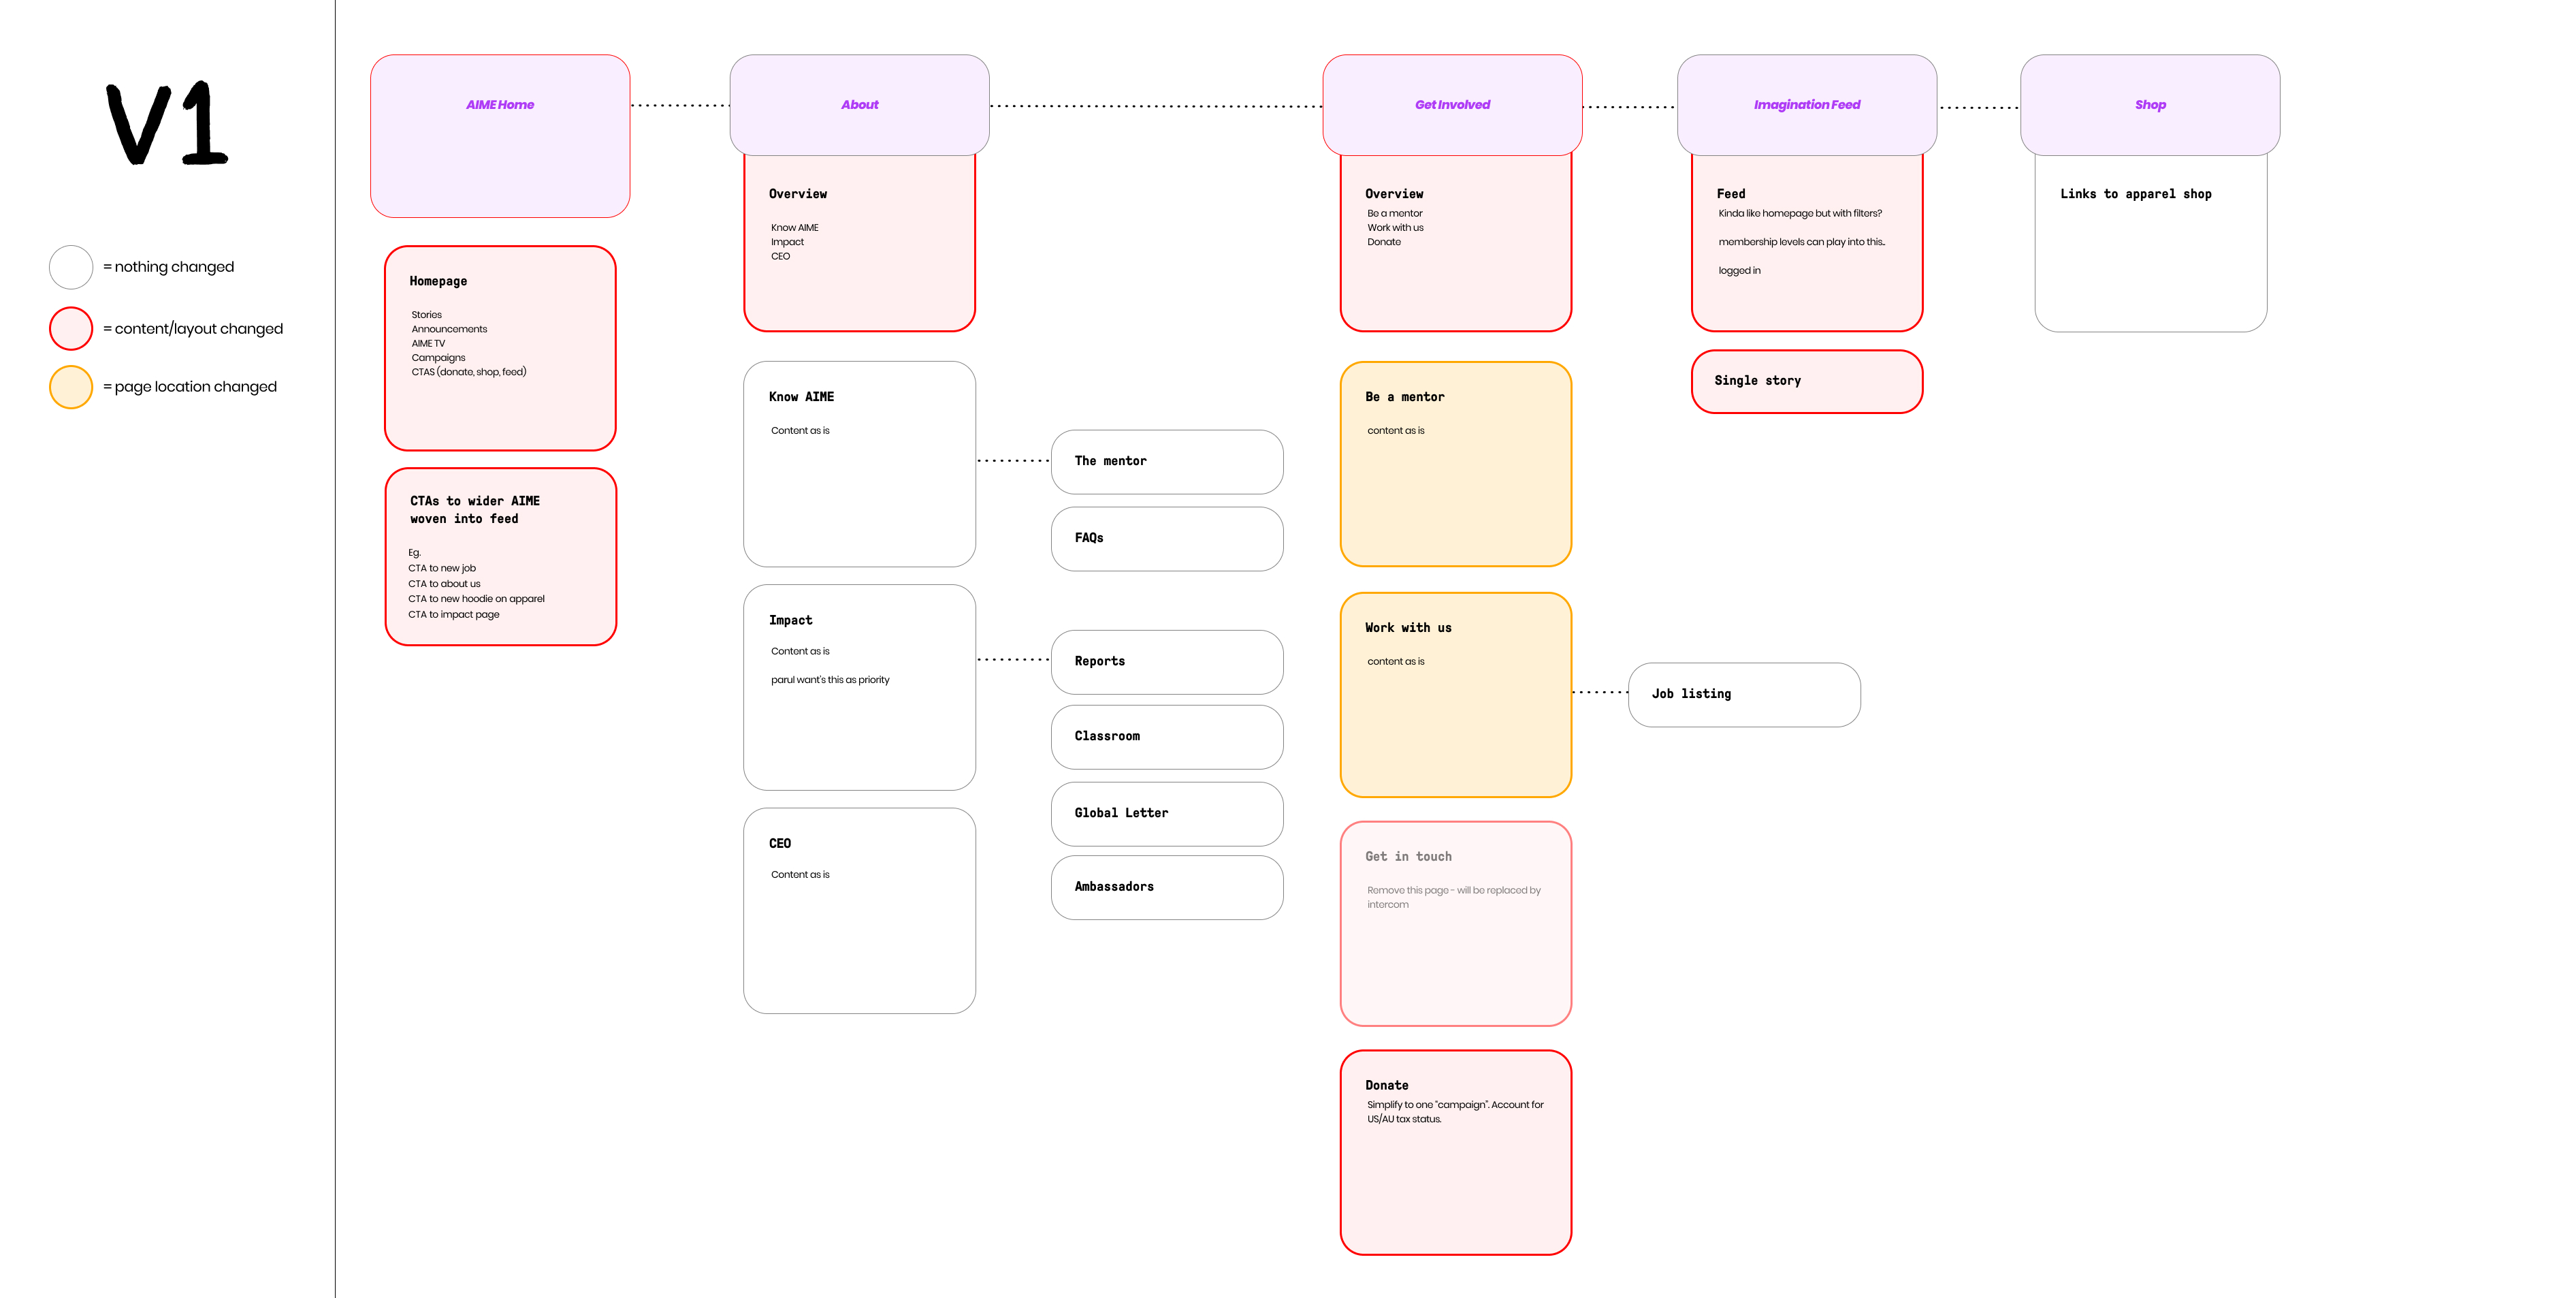 V1
= nothing changed
= content/layout changed
= page location changed
AIME Home
Homepage
Stories
Announcements
AIME TV
Campaigns
CTAS (donate, shop, feed)
CTAs to wider AIME
woven into feed
Eg.
CTA to new job
CTA to about us
CTA to new hoodie on apparel
CTA to impact page
About
Overview
Know AIME
Impact
CEO
Know AIME
Content as is
The mentor
FAQs
Impact
Content as is
parul want's this as priority
Reports
Classroom
Global Letter
Ambassadors
CEO
Content as is
Get Involved
Overview
Be a mentor
Work with us
Donate
Be a mentor
content as is
Work with us
content as is
Job listing
Get in touch
Remove this page - will be replaced by
intercom
Donate
Simplify to one "campaign". Account for
US/AU tax status.
Imagination Feed
Feed
Kinda like homepage but with filters?
membership levels can play into this..
logged in
Single story
Shop
Links to apparel shop